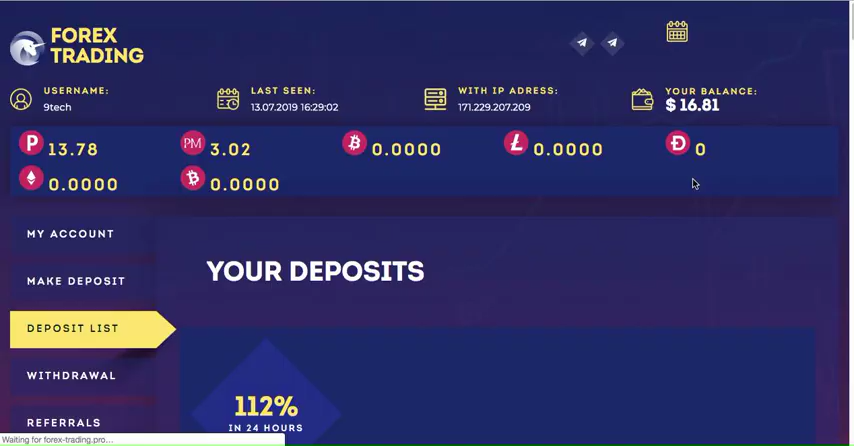 FOREX
TRADING
USERNAME:
9tech
LAST SEEN:
13.07.2019 16:29:02
WITH IP ADRESS:
171.229.207.209
YOUR BALANCE:
$ 16.81
P 13.78
PM 3.02
₿ 0.0000
Ł 0.0000
Ð 0
0.0000
₿ 0.0000
MY ACCOUNT
MAKE DEPOSIT
DEPOSIT LIST
WITHDRAWAL
REFERRALS
YOUR DEPOSITS
112%
IN 24 HOURS
Waiting for forex-trading.pro...